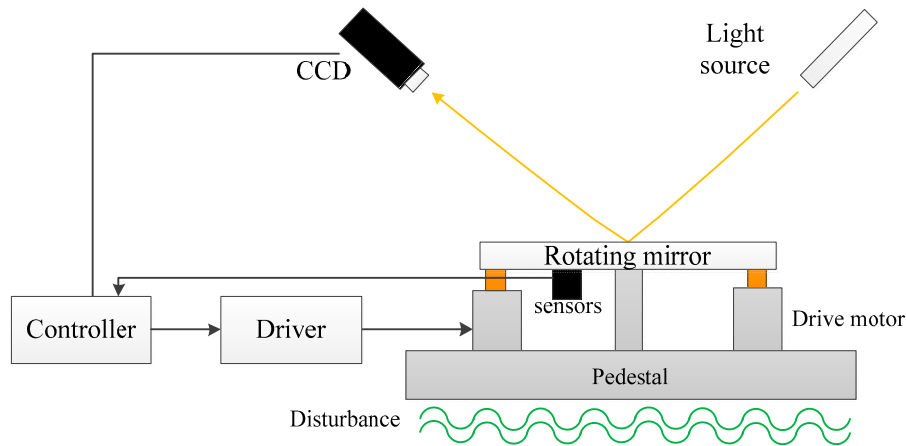 Light
source
CCD
Rotating mirror
sensors
Controller
Driver
Drive motor
Pedestal
Disturbance